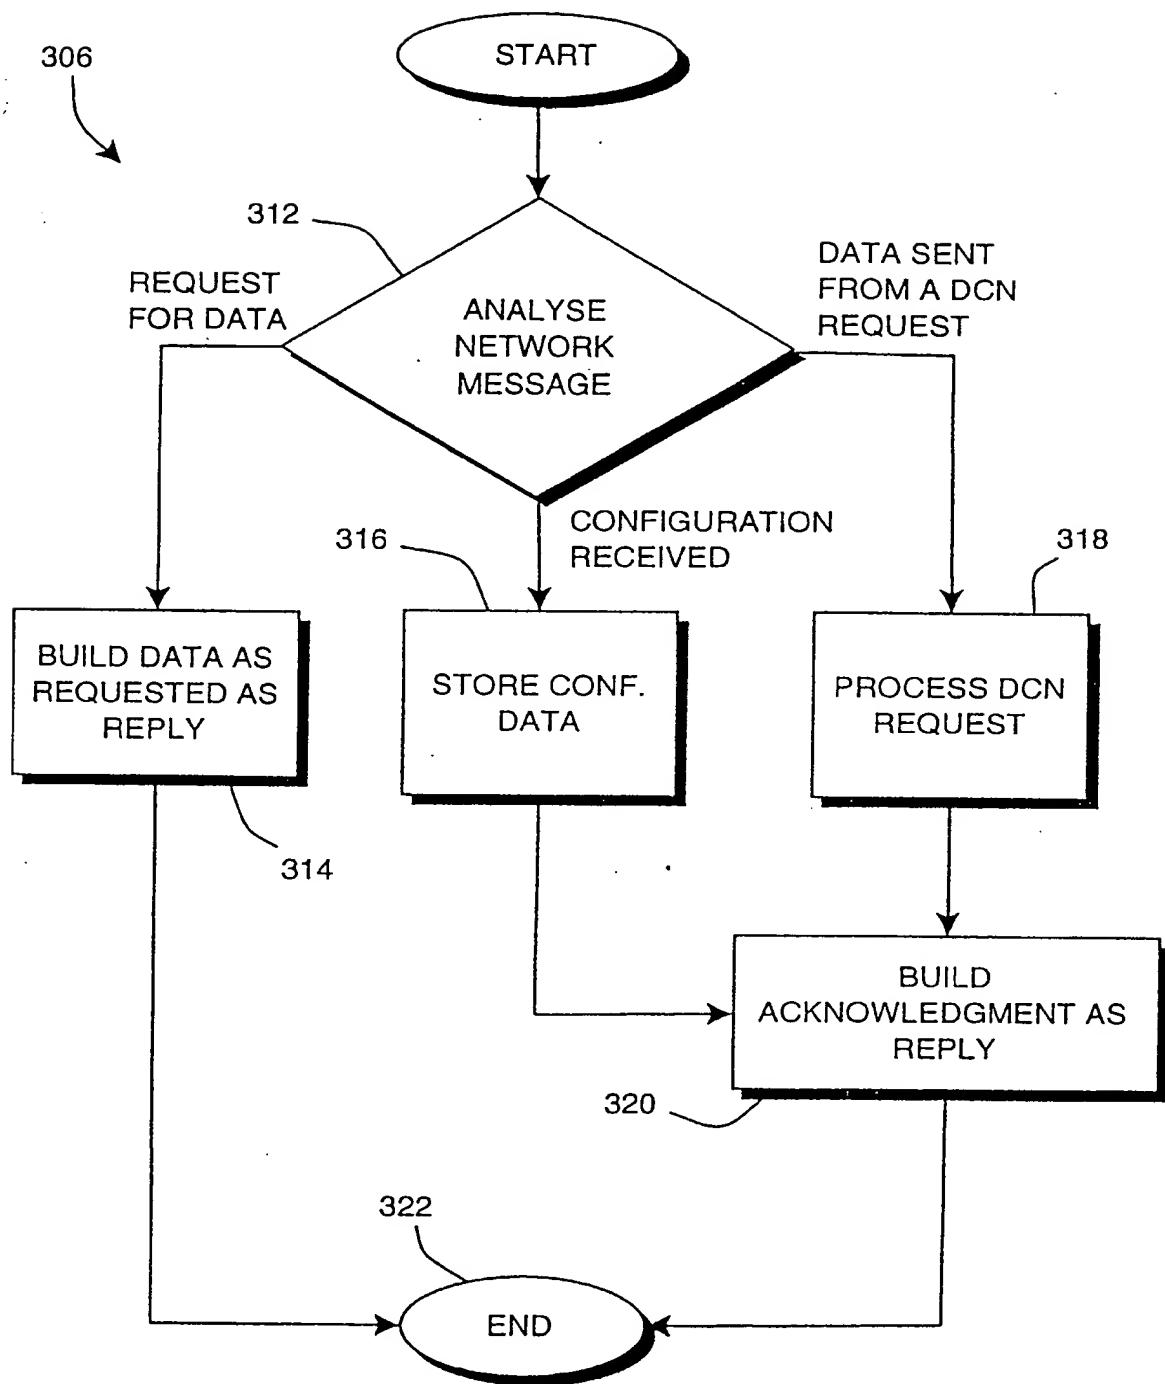 START
306
312
REQUEST
FOR DATA
ANALYSE
NETWORK
MESSAGE
DATA SENT
FROM A DCN
REQUEST
316
CONFIGURATION
RECEIVED
318
BUILD DATA AS
REQUESTED AS
REPLY
STORE CONF.
DATA
PROCESS DCN
REQUEST
314
BUILD
ACKNOWLEDGMENT AS
REPLY
320
322
END